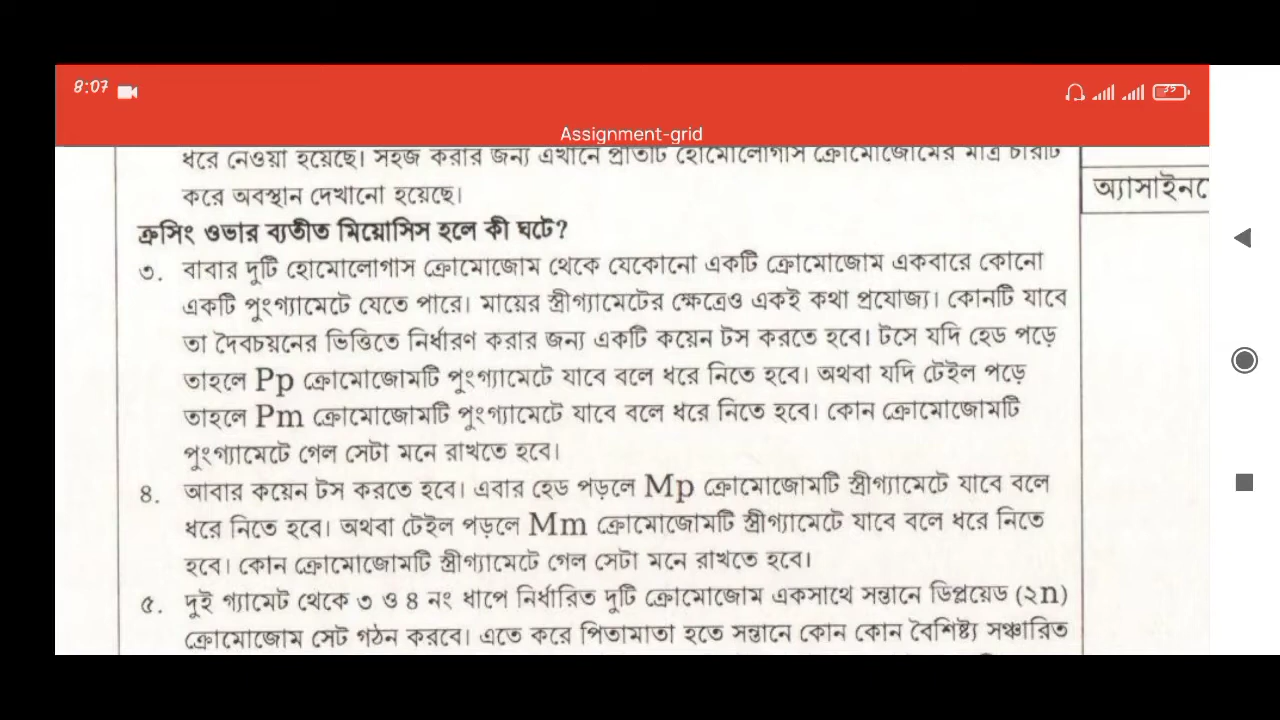 8:07
35
Assignment-grid
ধরে নেওয়া হয়েছে। সহজ করার জন্য এখানে প্রতিটি হোমোলোগাস ক্রোমোজোমের মাত্র চারটি
করে অবস্থান দেখানো হয়েছে।
অ্যাসাইনমে
ক্রসিং ওভার ব্যতীত মিয়োসিস হলে কী ঘটে?
৩. বাবার দুটি হোমোলোগাস ক্রোমোজোম থেকে যেকোনো একটি ক্রোমোজোম একবারে কোনো
একটি পুংগ্যামেটে যেতে পারে। মায়ের স্ত্রীগ্যামেটের ক্ষেত্রেও একই কথা প্রযোজ্য। কোনটি যাবে
তা দৈবচয়নের ভিত্তিতে নির্ধারণ করার জন্য একটি কয়েন টস করতে হবে। টসে যদি হেড পড়ে
তাহলে Pp ক্রোমোজোমটি পুংগ্যামেটে যাবে বলে ধরে নিতে হবে। অথবা যদি টেইল পড়ে
তাহলে Pm ক্রোমোজোমটি পুংগ্যামেটে যাবে বলে ধরে নিতে হবে। কোন ক্রোমোজোমটি
পুংগ্যামেটে গেল সেটা মনে রাখতে হবে।
৪. আবার কয়েন টস করতে হবে। এবার হেড পড়লে Mp ক্রোমোজোমটি স্ত্রীগ্যামেটে যাবে বলে
ধরে নিতে হবে। অথবা টেইল পড়লে Mm ক্রোমোজোমটি স্ত্রীগ্যামেটে যাবে বলে ধরে নিতে
হবে। কোন ক্রোমোজোমটি স্ত্রীগ্যামেটে গেল সেটা মনে রাখতে হবে।
৫. দুই গ্যামেট থেকে ৩ ও ৪ নং ধাপে নির্ধারিত দুটি ক্রোমোজোম একসাথে সন্তানে ডিপ্লয়েড (২n)
ক্রোমোজোম সেট গঠন করবে। এতে করে পিতামাতা হতে সন্তানে কোন কোন বৈশিষ্ট্য সঞ্চারিত